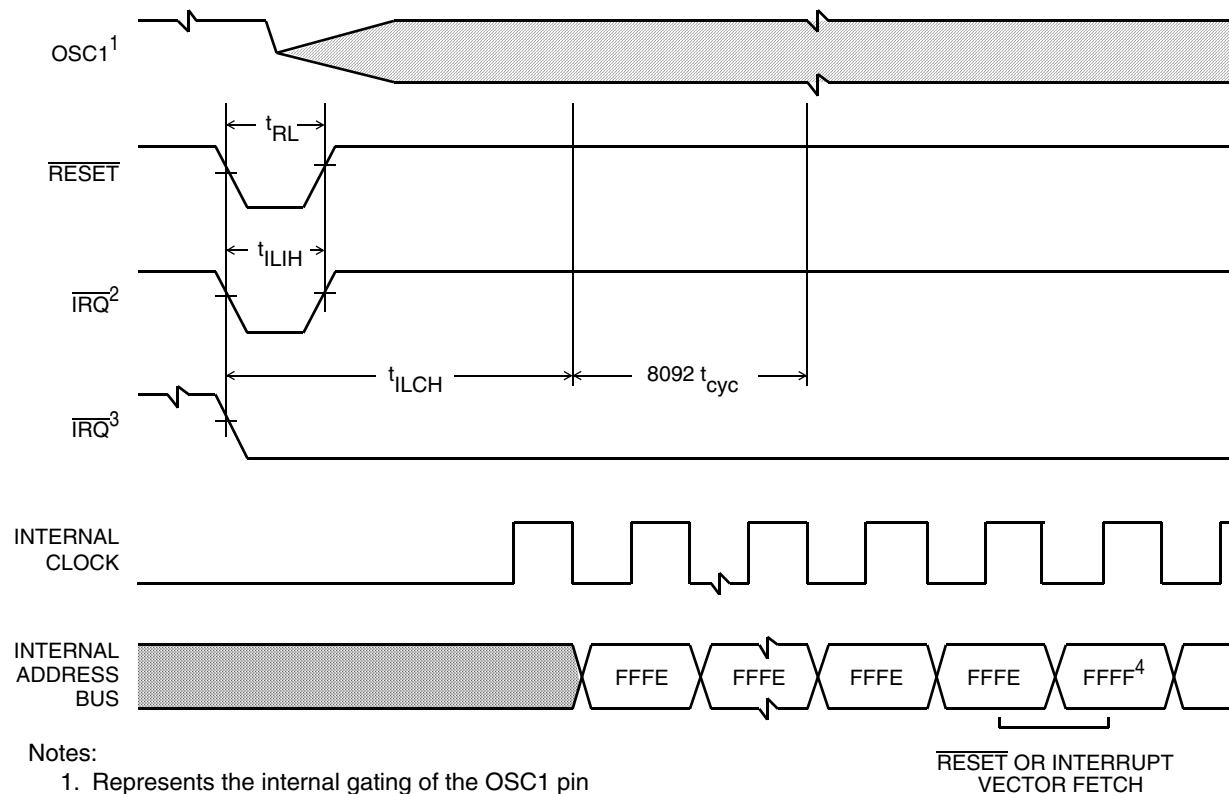 OSC1¹
t_RL
RESET
t_ILIH
IRQ²
t_ILCH
8092 t_cyc
IRQ³
INTERNAL
CLOCK
INTERNAL
ADDRESS
BUS
FFFE
FFFE
FFFE
FFFE
FFFF⁴
Notes:
1. Represents the internal gating of the OSC1 pin
RESET OR INTERRUPT
VECTOR FETCH